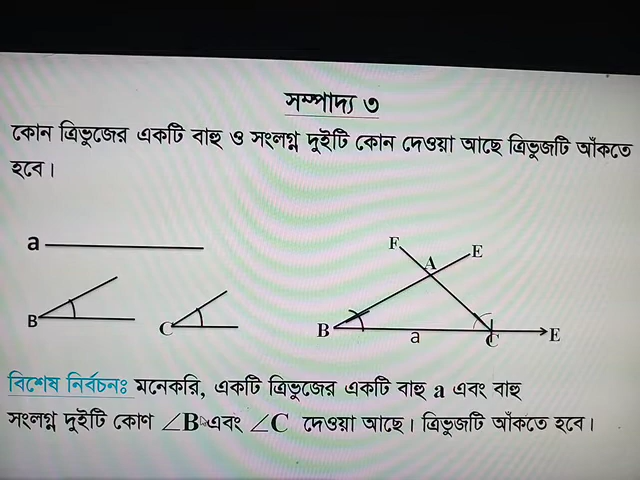 সম্পাদ্য ৩
কোন ত্রিভুজের একটি বাহু ও সংলগ্ন দুইটি কোন দেওয়া আছে ত্রিভুজটি আঁকতে
হবে।
a
B
C
F
A
E
B
a
C
E
বিশেষ নির্বচনঃ মনেকরি, একটি ত্রিভুজের একটি বাহু a এবং বাহু
সংলগ্ন দুইটি কোণ ∠B এবং ∠C দেওয়া আছে। ত্রিভুজটি আঁকতে হবে।